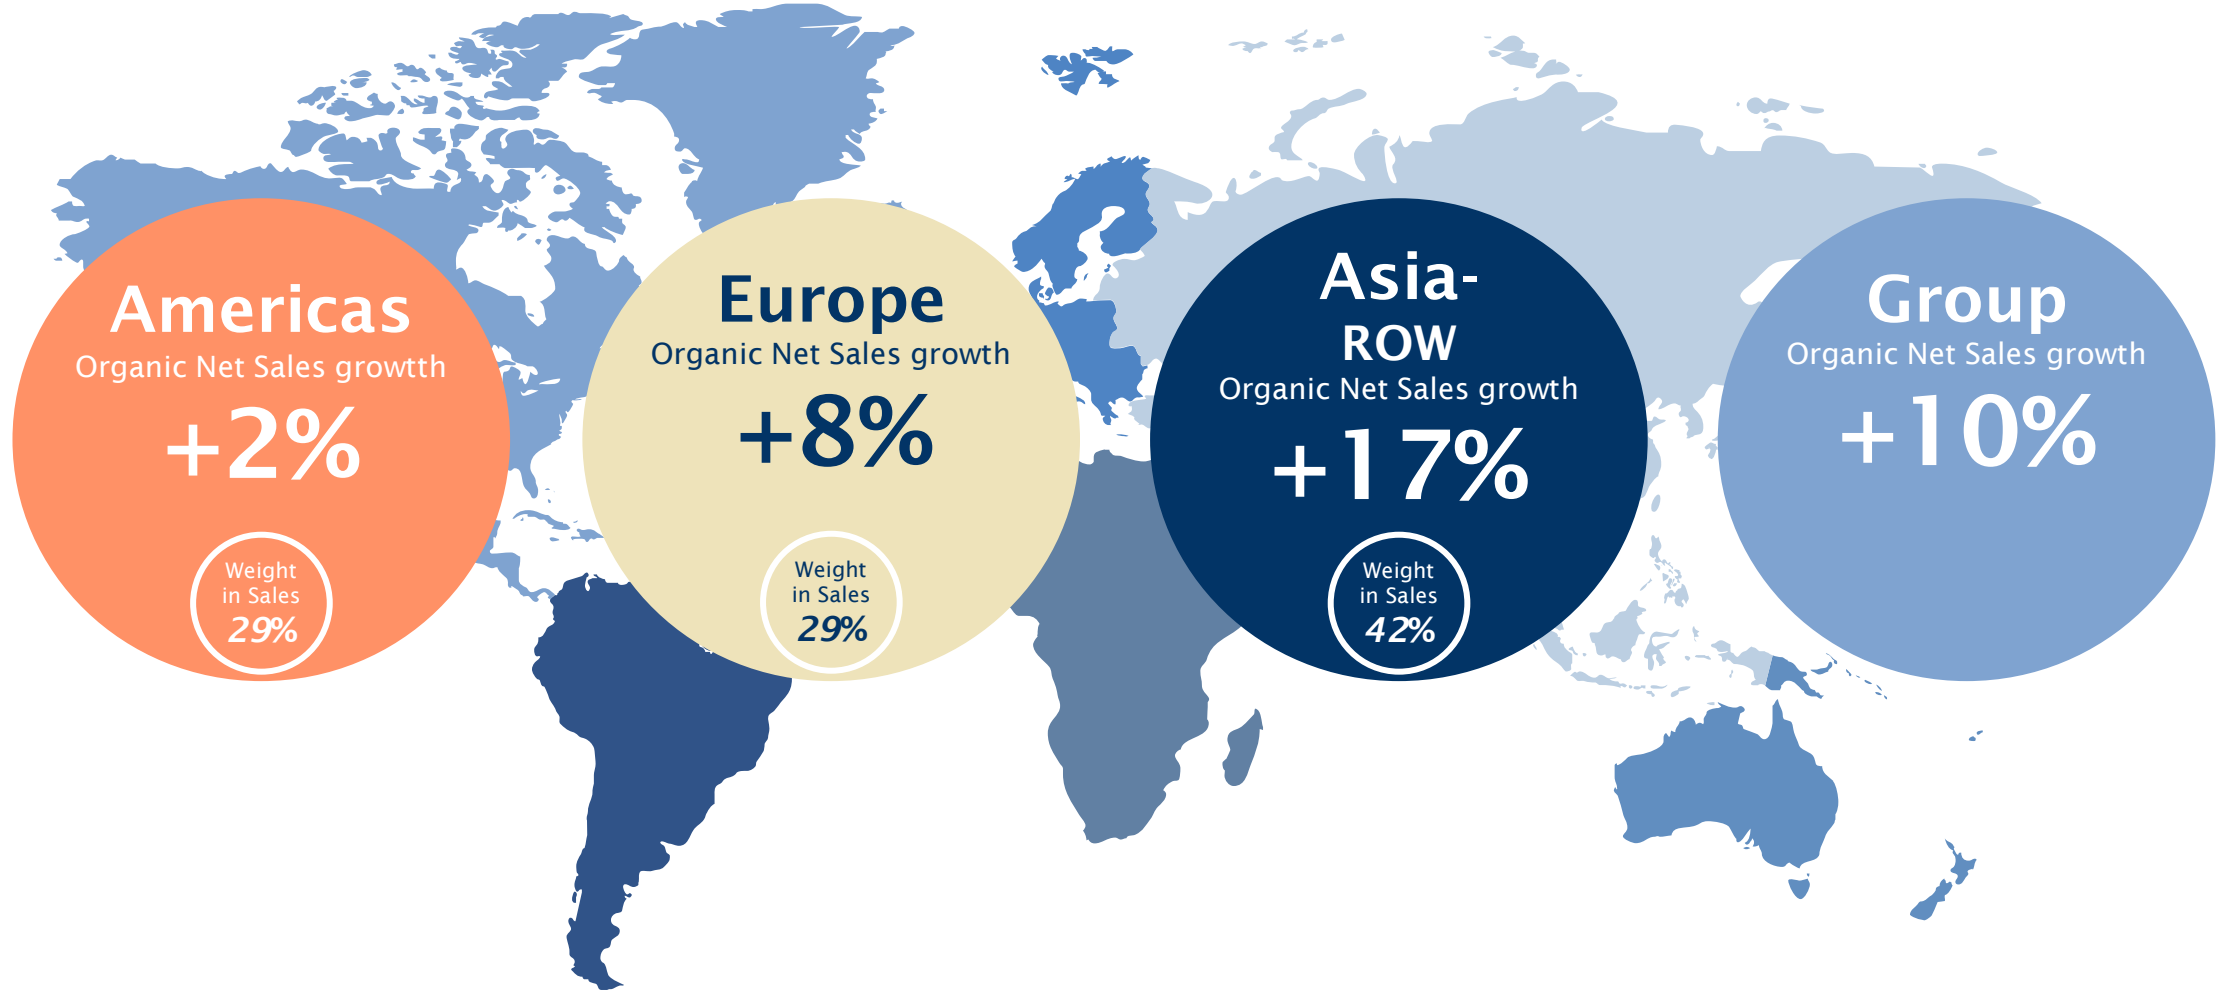 Americas
Organic Net Sales growtth
+2%
Weight
in Sales
29%
Europe
Organic Net Sales growth
+8%
Weight
in Sales
29%
Asia-
ROW
Organic Net Sales growth
+17%
Weight
in Sales
42%
Group
Organic Net Sales growth
+10%